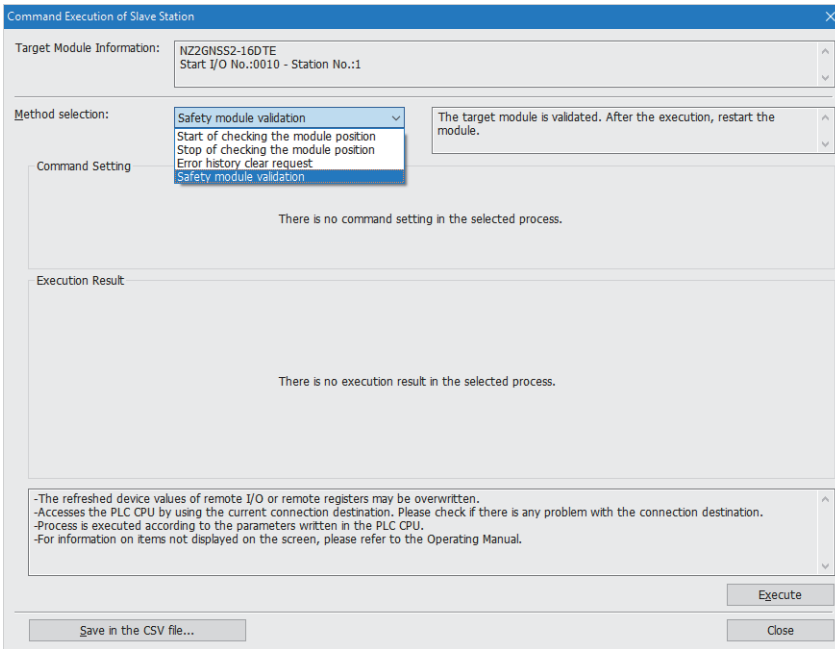 Command Execution of Slave Station
Target Module Information:
NZ2GNSS2-16DTE
Start I/O No.:0010 - Station No.:1
Method selection:
Safety module validation
The target module is validated. After the execution, restart the
module.
Start of checking the module position
Stop of checking the module position
Error history clear request
Safety module validation
Command Setting
There is no command setting in the selected process.
Execution Result
There is no execution result in the selected process.
-The refreshed device values of remote I/O or remote registers may be overwritten.
-Accesses the PLC CPU by using the current connection destination. Please check if there is any problem with the connection destination.
-Process is executed according to the parameters written in the PLC CPU.
-For information on items not displayed on the screen, please refer to the Operating Manual.
Execute
Save in the CSV file...
Close